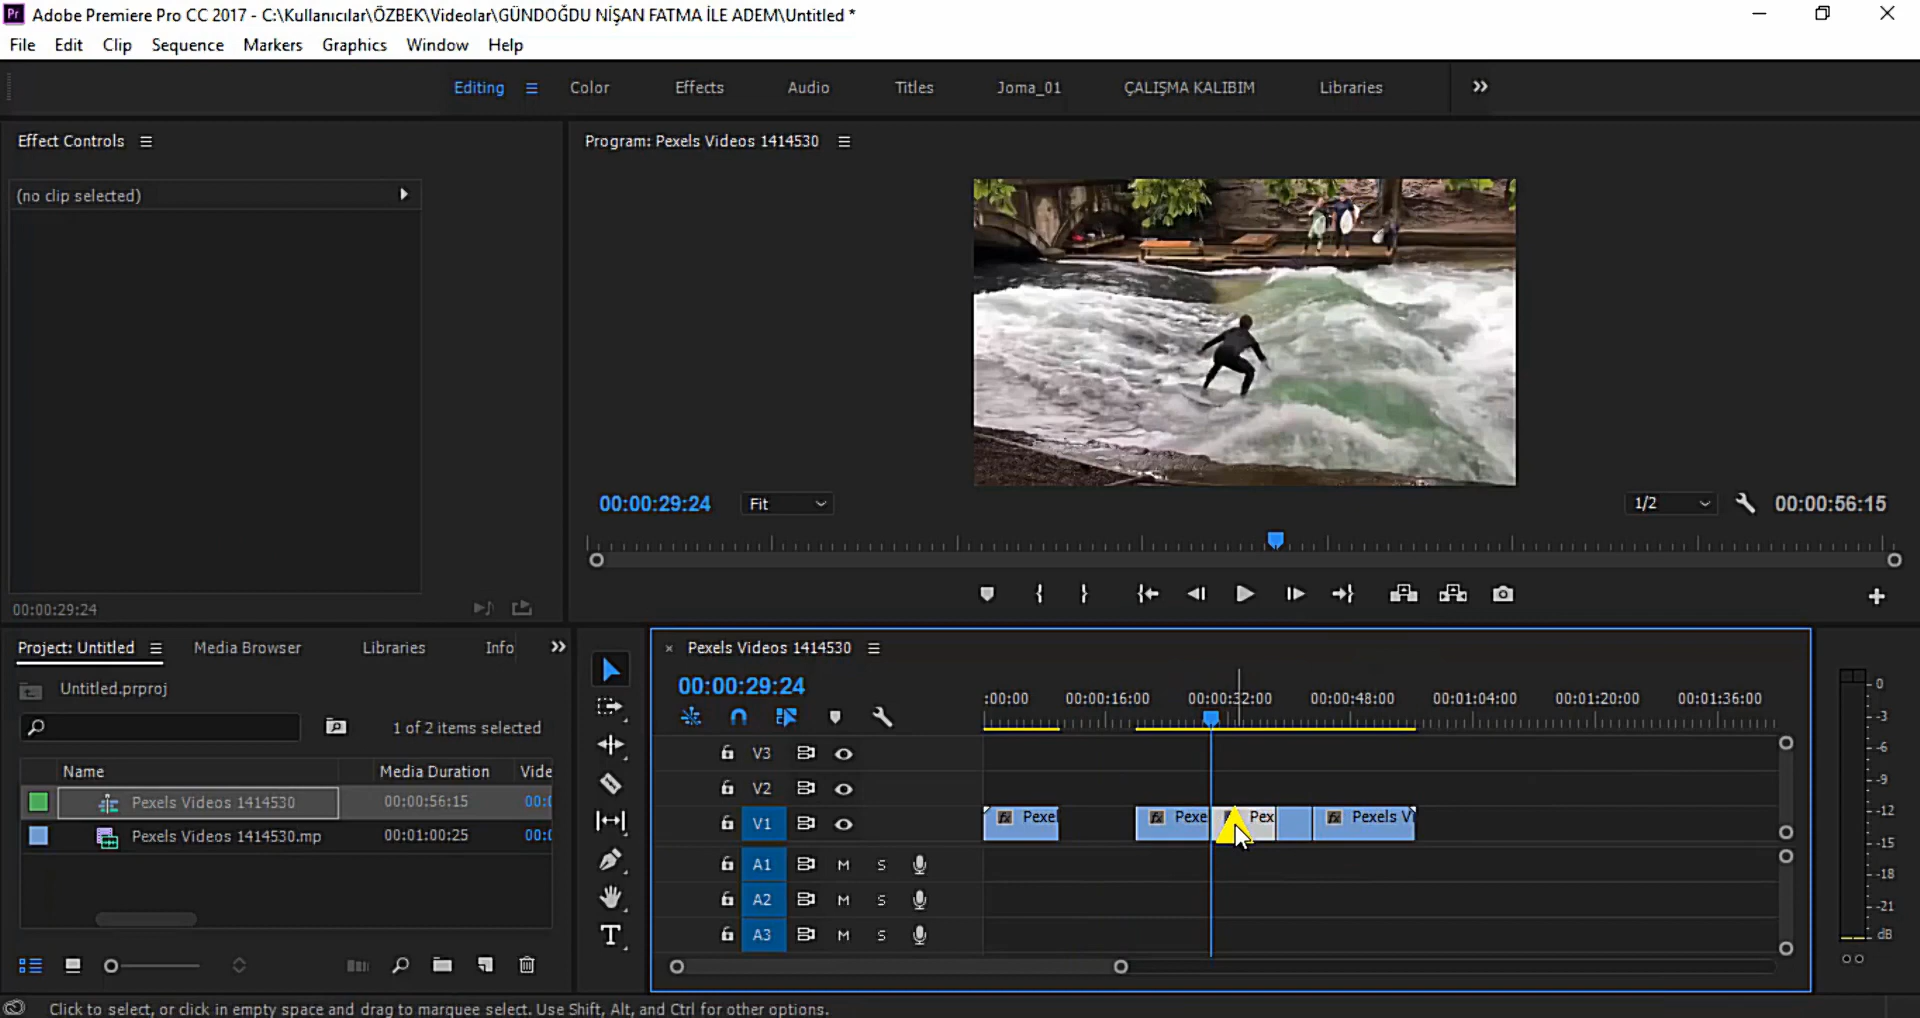 Pr Adobe Premiere Pro CC 2017 - C:\Kullanıcılar\ÖZBEK\Videolar\GÜNDOĞDU NİŞAN FATMA İLE ADEM\Untitled *
File Edit Clip Sequence Markers Graphics Window Help
Editing Color Effects Audio Titles Joma_01 ÇALIŞMA KALIBIM Libraries
Effect Controls
(no clip selected)
00:00:29:24
Program: Pexels Videos 1414530
00:00:29:24 Fit 1/2 00:00:56:15
Project: Untitled Media Browser Libraries Info
Untitled.prproj
1 of 2 items selected
Name Media Duration Vide
Pexels Videos 1414530 00:00:56:15 00:(
Pexels Videos 1414530.mp 00:01:00:25 00:(
× Pexels Videos 1414530
00:00:29:24
:00:00 00:00:16:00 00:00:32:00 00:00:48:00 00:01:04:00 00:01:20:00 00:01:36:00
V3
V2
V1 fx Pexel fx Pexe Pex fx Pexels Vi
A1 M S
A2 M S
A3 M S
T
0
-3
-6
-9
-12
-15
-18
-21
dB
Click to select, or click in empty space and drag to marquee select. Use Shift, Alt, and Ctrl for other options.